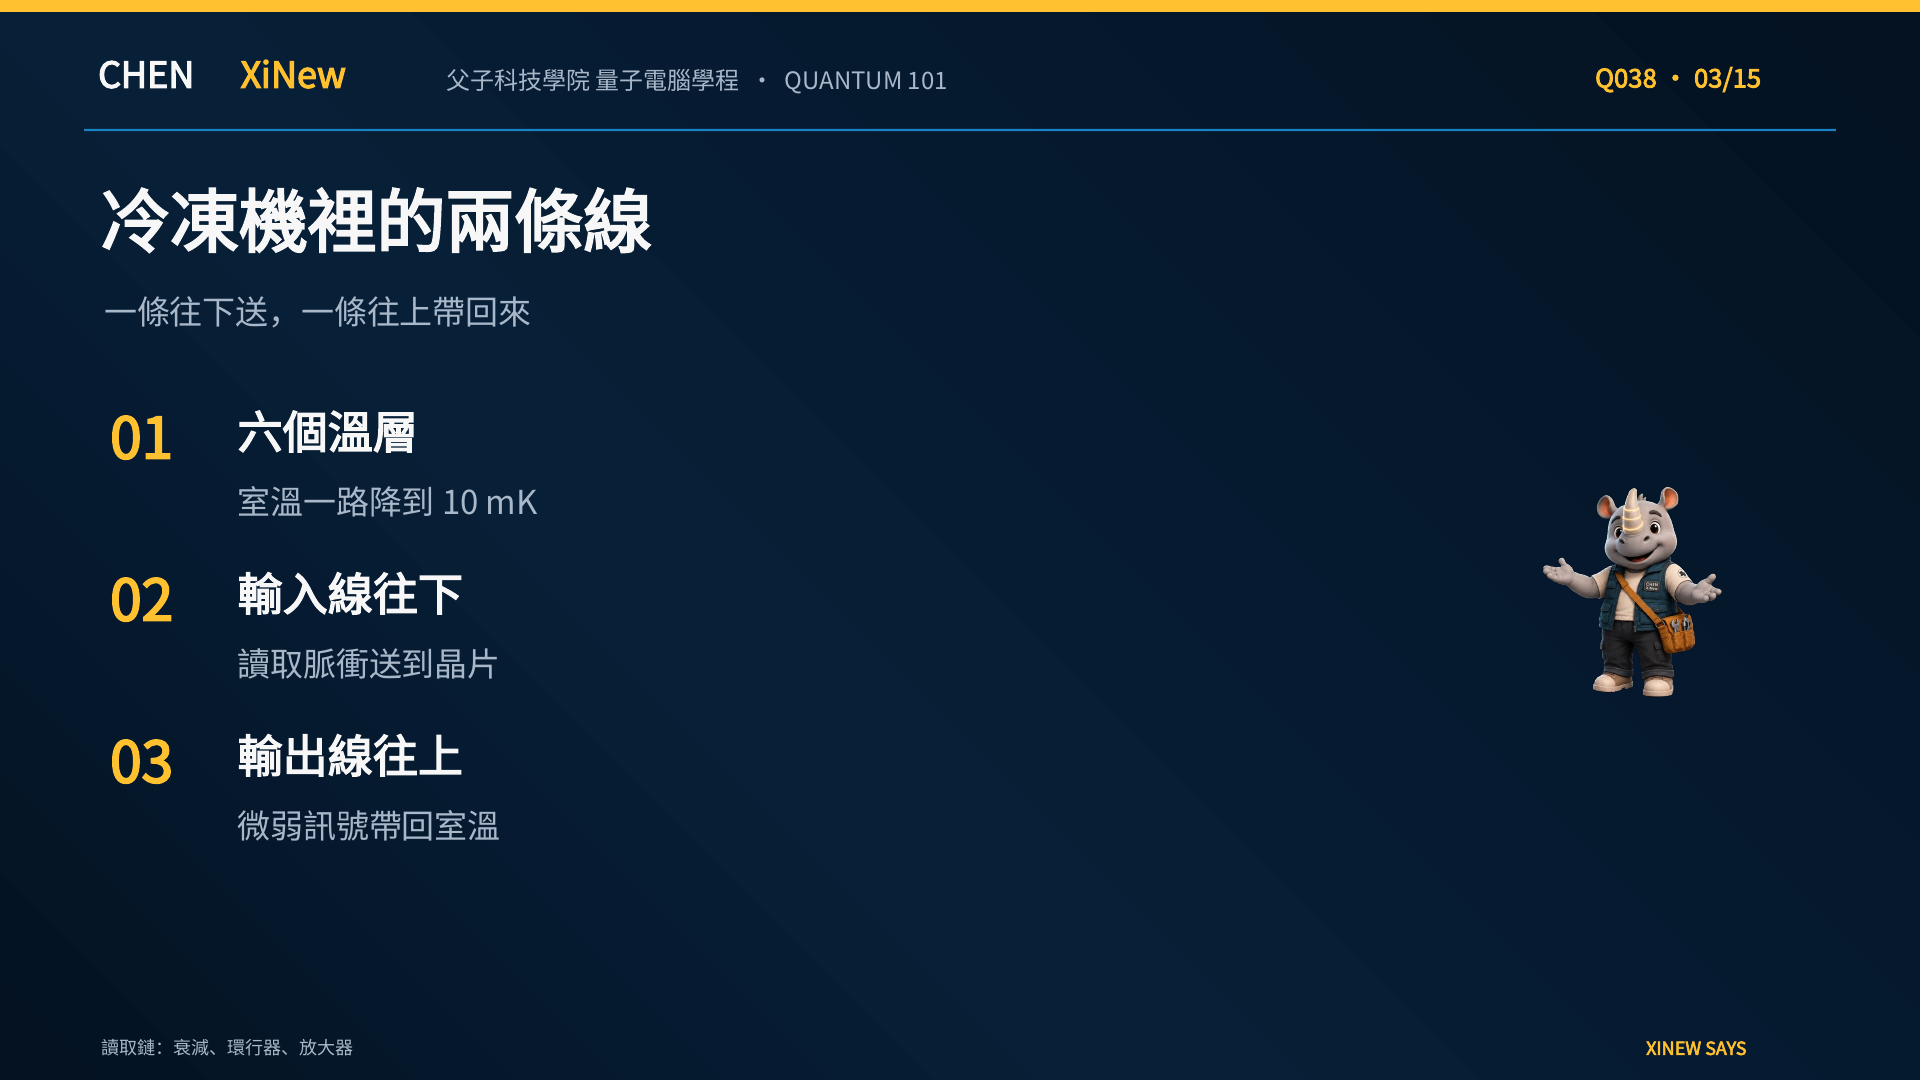 CHEN XiNew 父子科技學院 量子電腦學程 · QUANTUM 101 Q038 · 03/15
冷凍機裡的兩條線
一條往下送，一條往上帶回來
01 六個溫層
室溫一路降到 10 mK
02 輸入線往下
讀取脈衝送到晶片
03 輸出線往上
微弱訊號帶回室溫
CHEN
XiNew
讀取鏈：衰減、環行器、放大器
XINEW SAYS